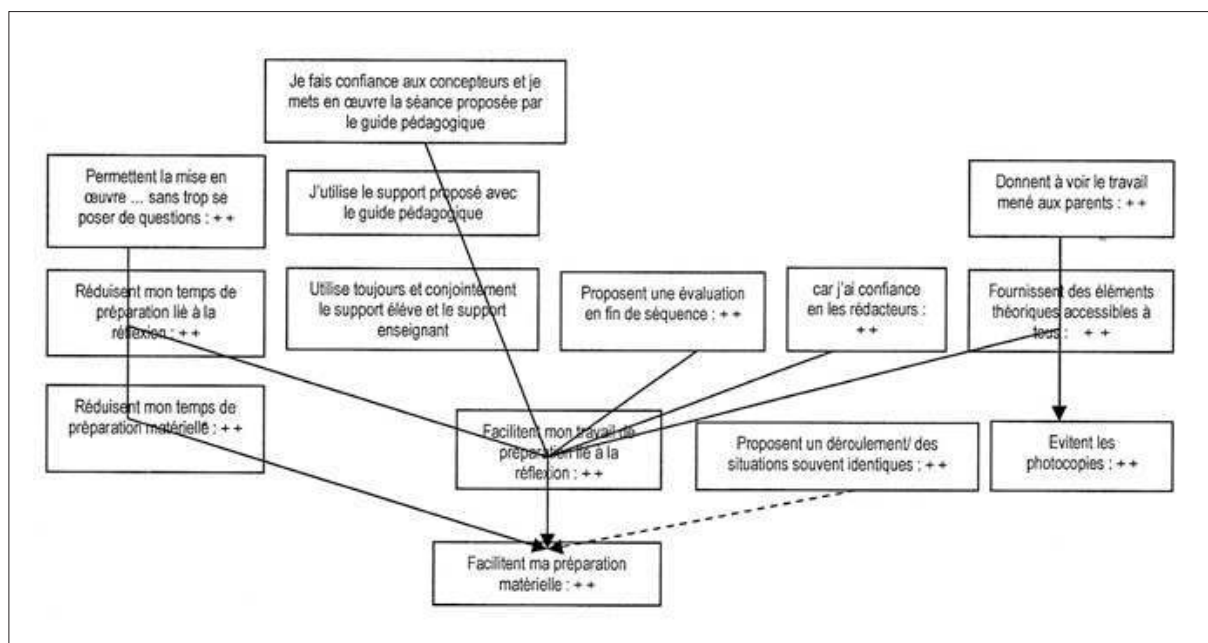 Je fais confiance aux concepteurs et je
mets en œuvre la séance proposée par
le guide pédagogique
Permettent la mise en
œuvre ... sans trop se
poser de questions : + +
J'utilise le support proposé avec
le guide pédagogique
Donnent à voir le travail
mené aux parents : + +
Réduisent mon temps de
préparation liè à la
réflexion : + +
Utilise toujours et conjointement
le support élève et le support
enseignant
Proposent une évaluation
en fin de séquence : + +
car j'ai confiance
en les rédacteurs :
+ +
Fournissent des éléments
théoriques accessibles à
tous : + +
Réduisent mon temps de
préparation matérielle : + +
Facilitent mon travail de
préparation lié à la
réflexion : + +
Proposent un déroulement/ des
situations souvent identiques : + +
Evitent les
photocopies : + +
Facilitent ma préparation
matérielle : + +